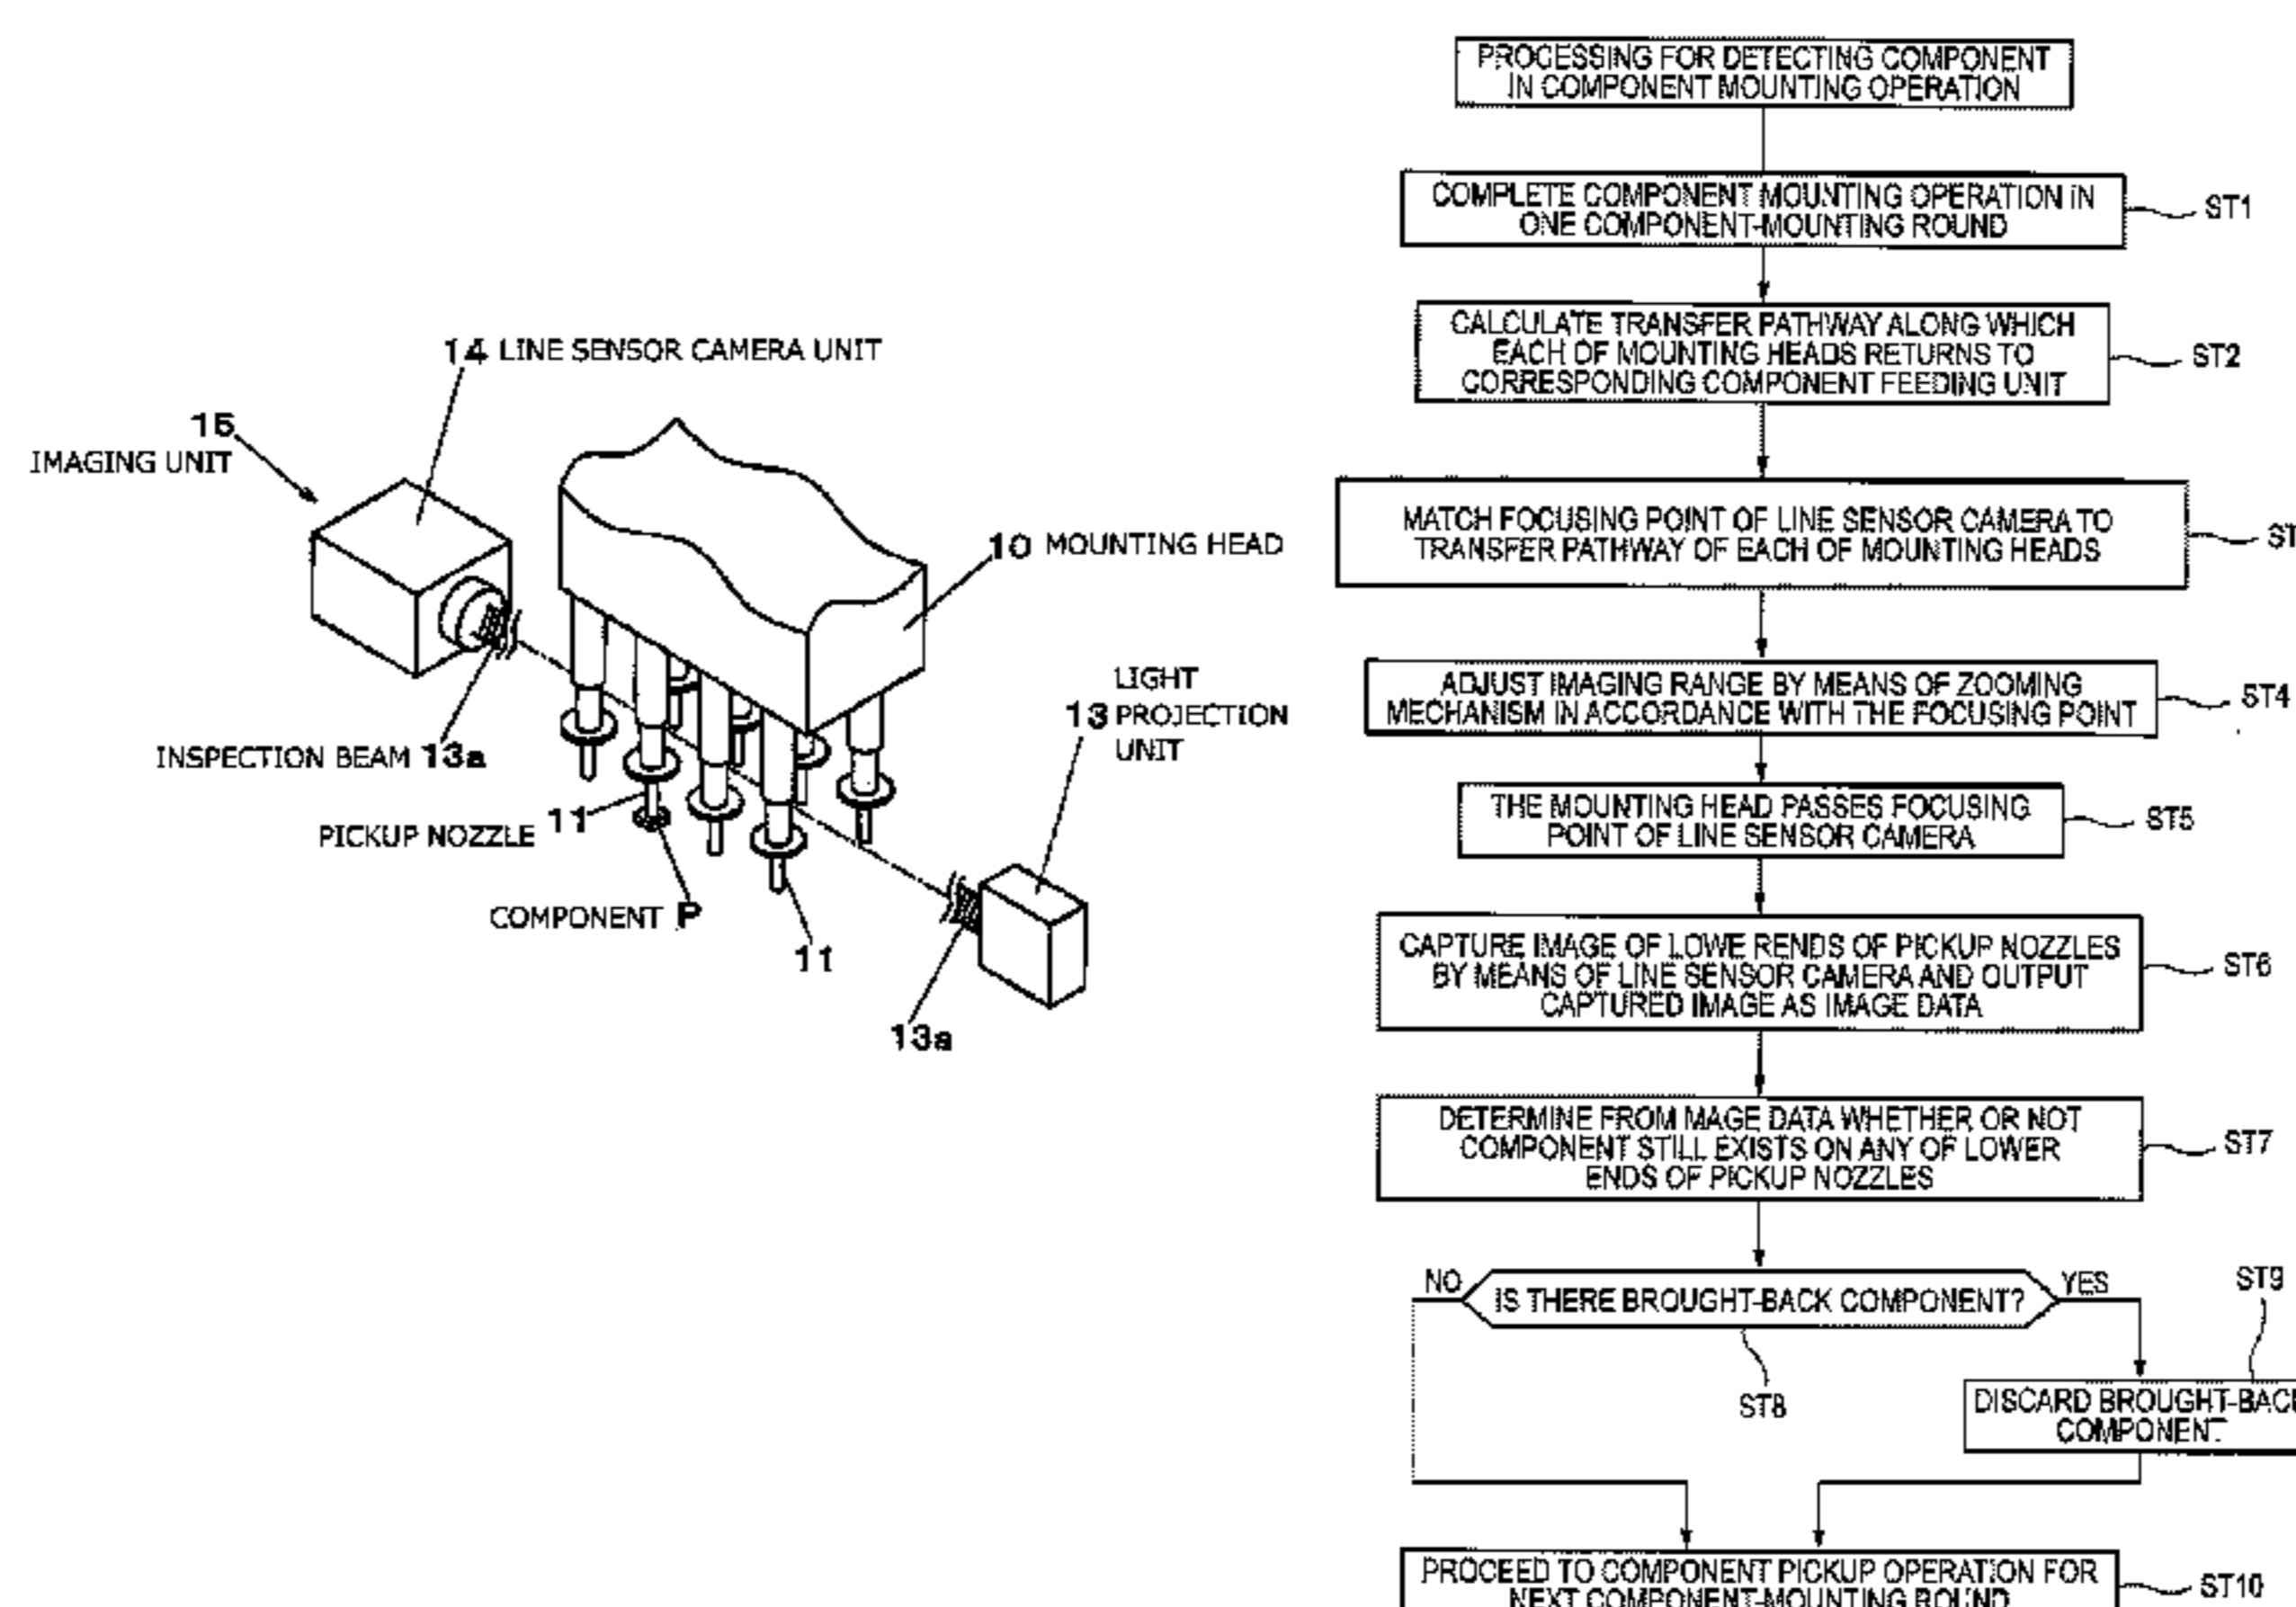 14 LINE SENSOR CAMERA UNIT
15
IMAGING UNIT
10 MOUNTING HEAD
LIGHT
13 PROJECTION
UNIT
INSPECTION BEAM 13a
11
PICKUP NOZZLE
COMPONENT P
11
13a
PROCESSING FOR DETECTING COMPONENT
IN COMPONENT MOUNTING OPERATION
COMPLETE COMPONENT MOUNTING OPERATION IN
ONE COMPONENT-MOUNTING ROUND
ST1
CALCULATE TRANSFER PATHWAY ALONG WHICH
EACH OF MOUNTING HEADS RETURNS TO
CORRESPONDING COMPONENT FEEDING UNIT
ST2
MATCH FOCUSING POINT OF LINE SENSOR CAMERA TO
TRANSFER PATHWAY OF EACH OF MOUNTING HEADS
ST
ADJUST IMAGING RANGE BY MEANS OF ZOOMING
MECHANISM IN ACCORDANCE WITH THE FOCUSING POINT
ST4
THE MOUNTING HEAD PASSES FOCUSING
POINT OF LINE SENSOR CAMERA
ST5
CAPTURE IMAGE OF LOWE RENDS OF PICKUP NOZZLES
BY MEANS OF LINE SENSOR CAMERA AND OUTPUT
CAPTURED IMAGE AS IMAGE DATA
ST6
DETERMINE FROM MAGE DATA WHETHER OR NOT
COMPONENT STILL EXISTS ON ANY OF LOWER
ENDS OF PICKUP NOZZLES
ST7
NO
IS THERE BROUGHT-BACK COMPONENT?
YES
ST9
ST8
DISCARD BROUGHT-BACK
COMPONENT
PROCEED TO COMPONENT PICKUP OPERATION FOR
NEXT COMPONENT-MOUNTING ROUND
ST10